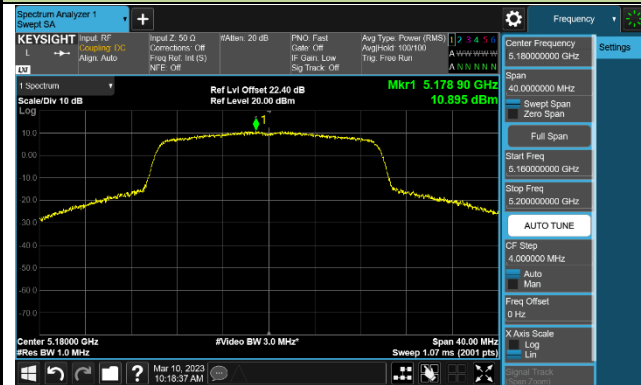 Spectrum Analyzer 1
Swept SA
Frequency
KEYSIGHT
Input: RF
Coupling: DC
Align: Auto
Input Z: 50 Ω
Corrections: Off
Freq Ref: Int (S)
NFE: Off
#Atten: 20 dB
PNO: Fast
Gate: Off
IF Gain: Low
Sig Track: Off
Avg Type: Power (RMS)
Avg|Hold: 100/100
Trig: Free Run
1 2 3 4 5 6
A W W W W W
A N N N N N
L
LXI
1 Spectrum
Scale/Div 10 dB
Log
Ref Lvl Offset 22.40 dB
Ref Level 20.00 dBm
Mkr1 5.178 90 GHz
10.895 dBm
1
10.0
0.00
-10.0
-20.0
-30.0
-40.0
-50.0
-60.0
-70.0
Center 5.18000 GHz
#Res BW 1.0 MHz
#Video BW 3.0 MHz*
Span 40.00 MHz
Sweep 1.07 ms (2001 pts)
Mar 10, 2023
10:18:37 AM
Center Frequency
5.180000000 GHz
Settings
Span
40.0000000 MHz
Swept Span
Zero Span
Full Span
Start Freq
5.160000000 GHz
Stop Freq
5.200000000 GHz
AUTO TUNE
CF Step
4.000000 MHz
Auto
Man
Freq Offset
0 Hz
X Axis Scale
Log
Lin
Signal Track
(Span Zoom)